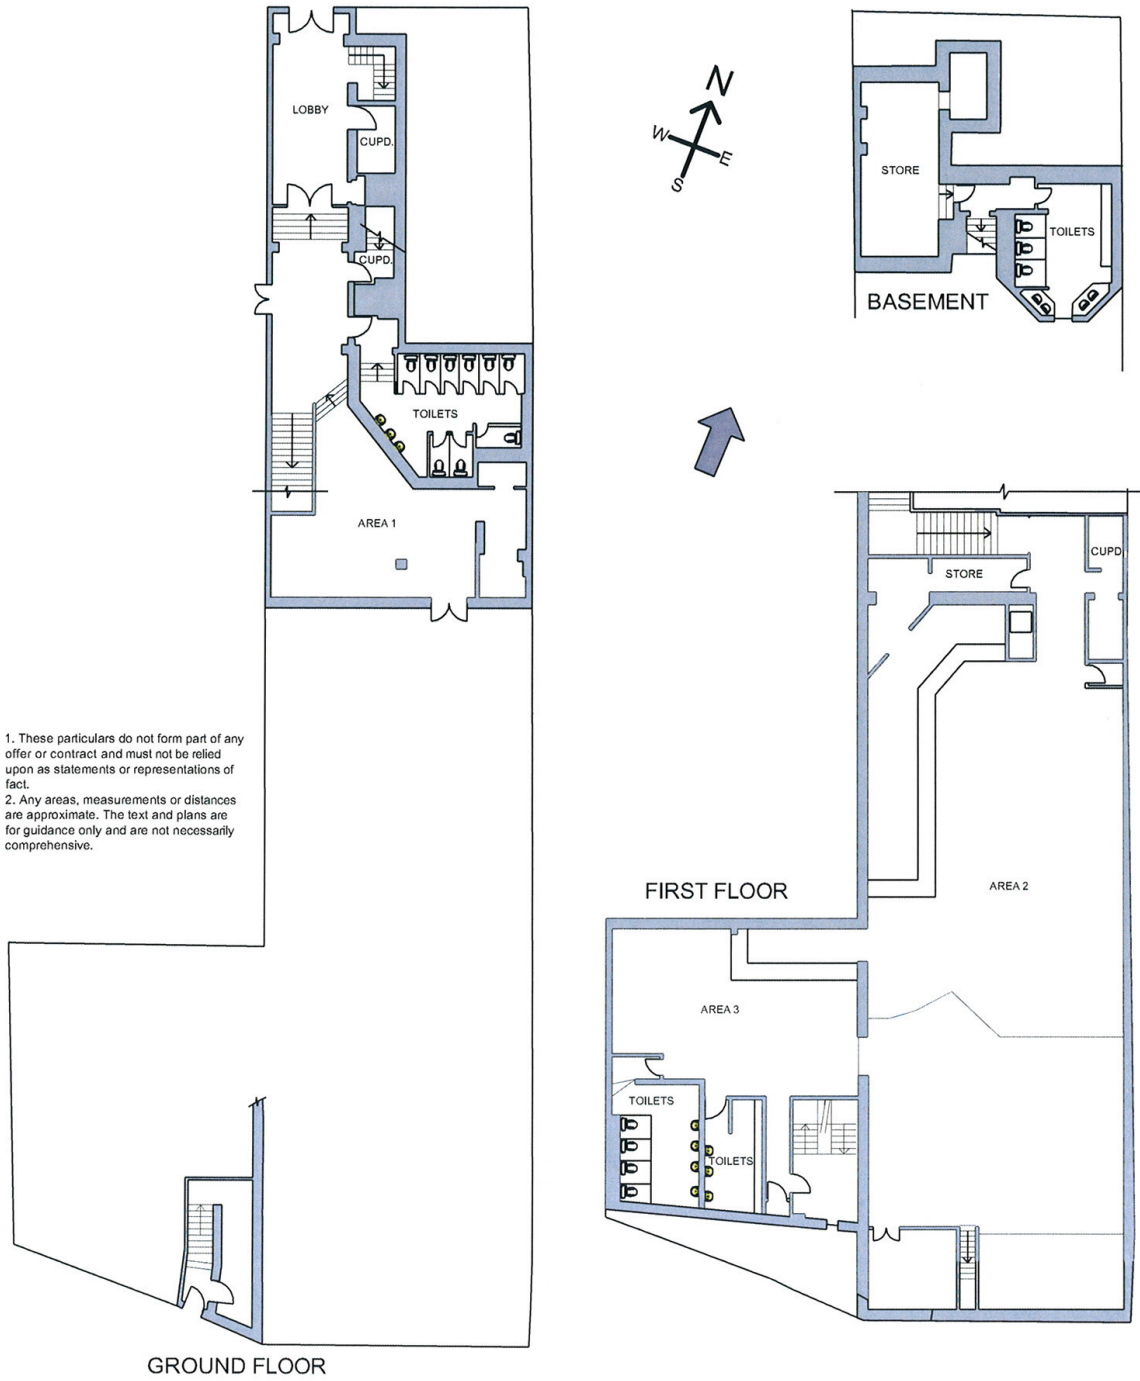 LOBBY
CUPD.
CUPD.
TOILETS
AREA 1
GROUND FLOOR
1. These particulars do not form part of any
offer or contract and must not be relied
upon as statements or representations of
fact.
2. Any areas, measurements or distances
are approximate. The text and plans are
for guidance only and are not necessarily
comprehensive.
N
W
E
S
STORE
TOILETS
BASEMENT
STORE
CUPD
AREA 2
FIRST FLOOR
AREA 3
TOILETS
TOILETS